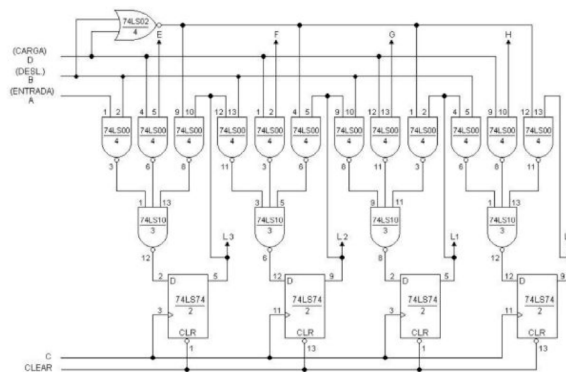 74LS02
4
E F G H
(CARGA)
D
(DESL.)
B
(ENTRADA)
A
1 2 4 5 9 10 12 13 1 2 4 5 9 10 12 13 1 2 4 5 9 10 12 13
74LS00 74LS00 74LS00 74LS00 74LS00 74LS00 74LS00 74LS00 74LS00 74LS00 74LS00 74LS00
4 4 4 4 4 4 4 4 4 4 4 4
3 6 8 11 3 6 8 11 3 6 8 11
1 2 13 3 4 5 9 10 11 1 2 13
74LS10 74LS10 74LS10 74LS10
3 3 3 3
L3 L2 L1 L
12 6 8 12
2 D 5 12 D 9 2 D 5 12 D 9
74LS74 74LS74 74LS74 74LS74
2 2 2 2
3 11 3 11
CLR CLR CLR CLR
C
1 13 1 13
CLEAR